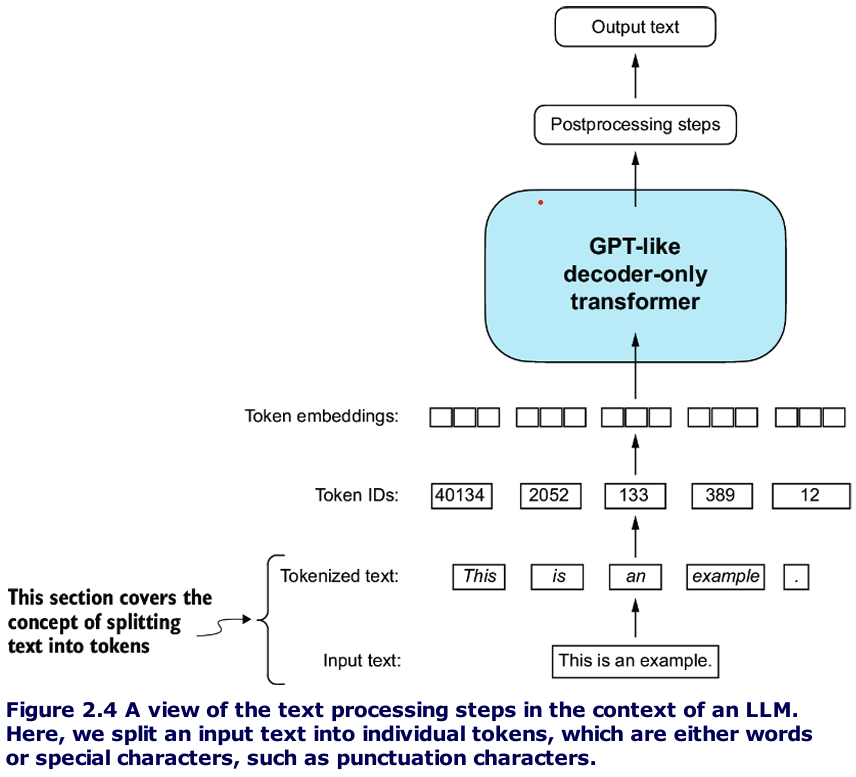 Output text
Postprocessing steps
GPT-like
decoder-only
transformer
Token embeddings:
Token IDs: 40134 2052 133 389 12
Tokenized text: This is an example .
This section covers the
concept of splitting
text into tokens
Input text: This is an example.
Figure 2.4 A view of the text processing steps in the context of an LLM.
Here, we split an input text into individual tokens, which are either words
or special characters, such as punctuation characters.